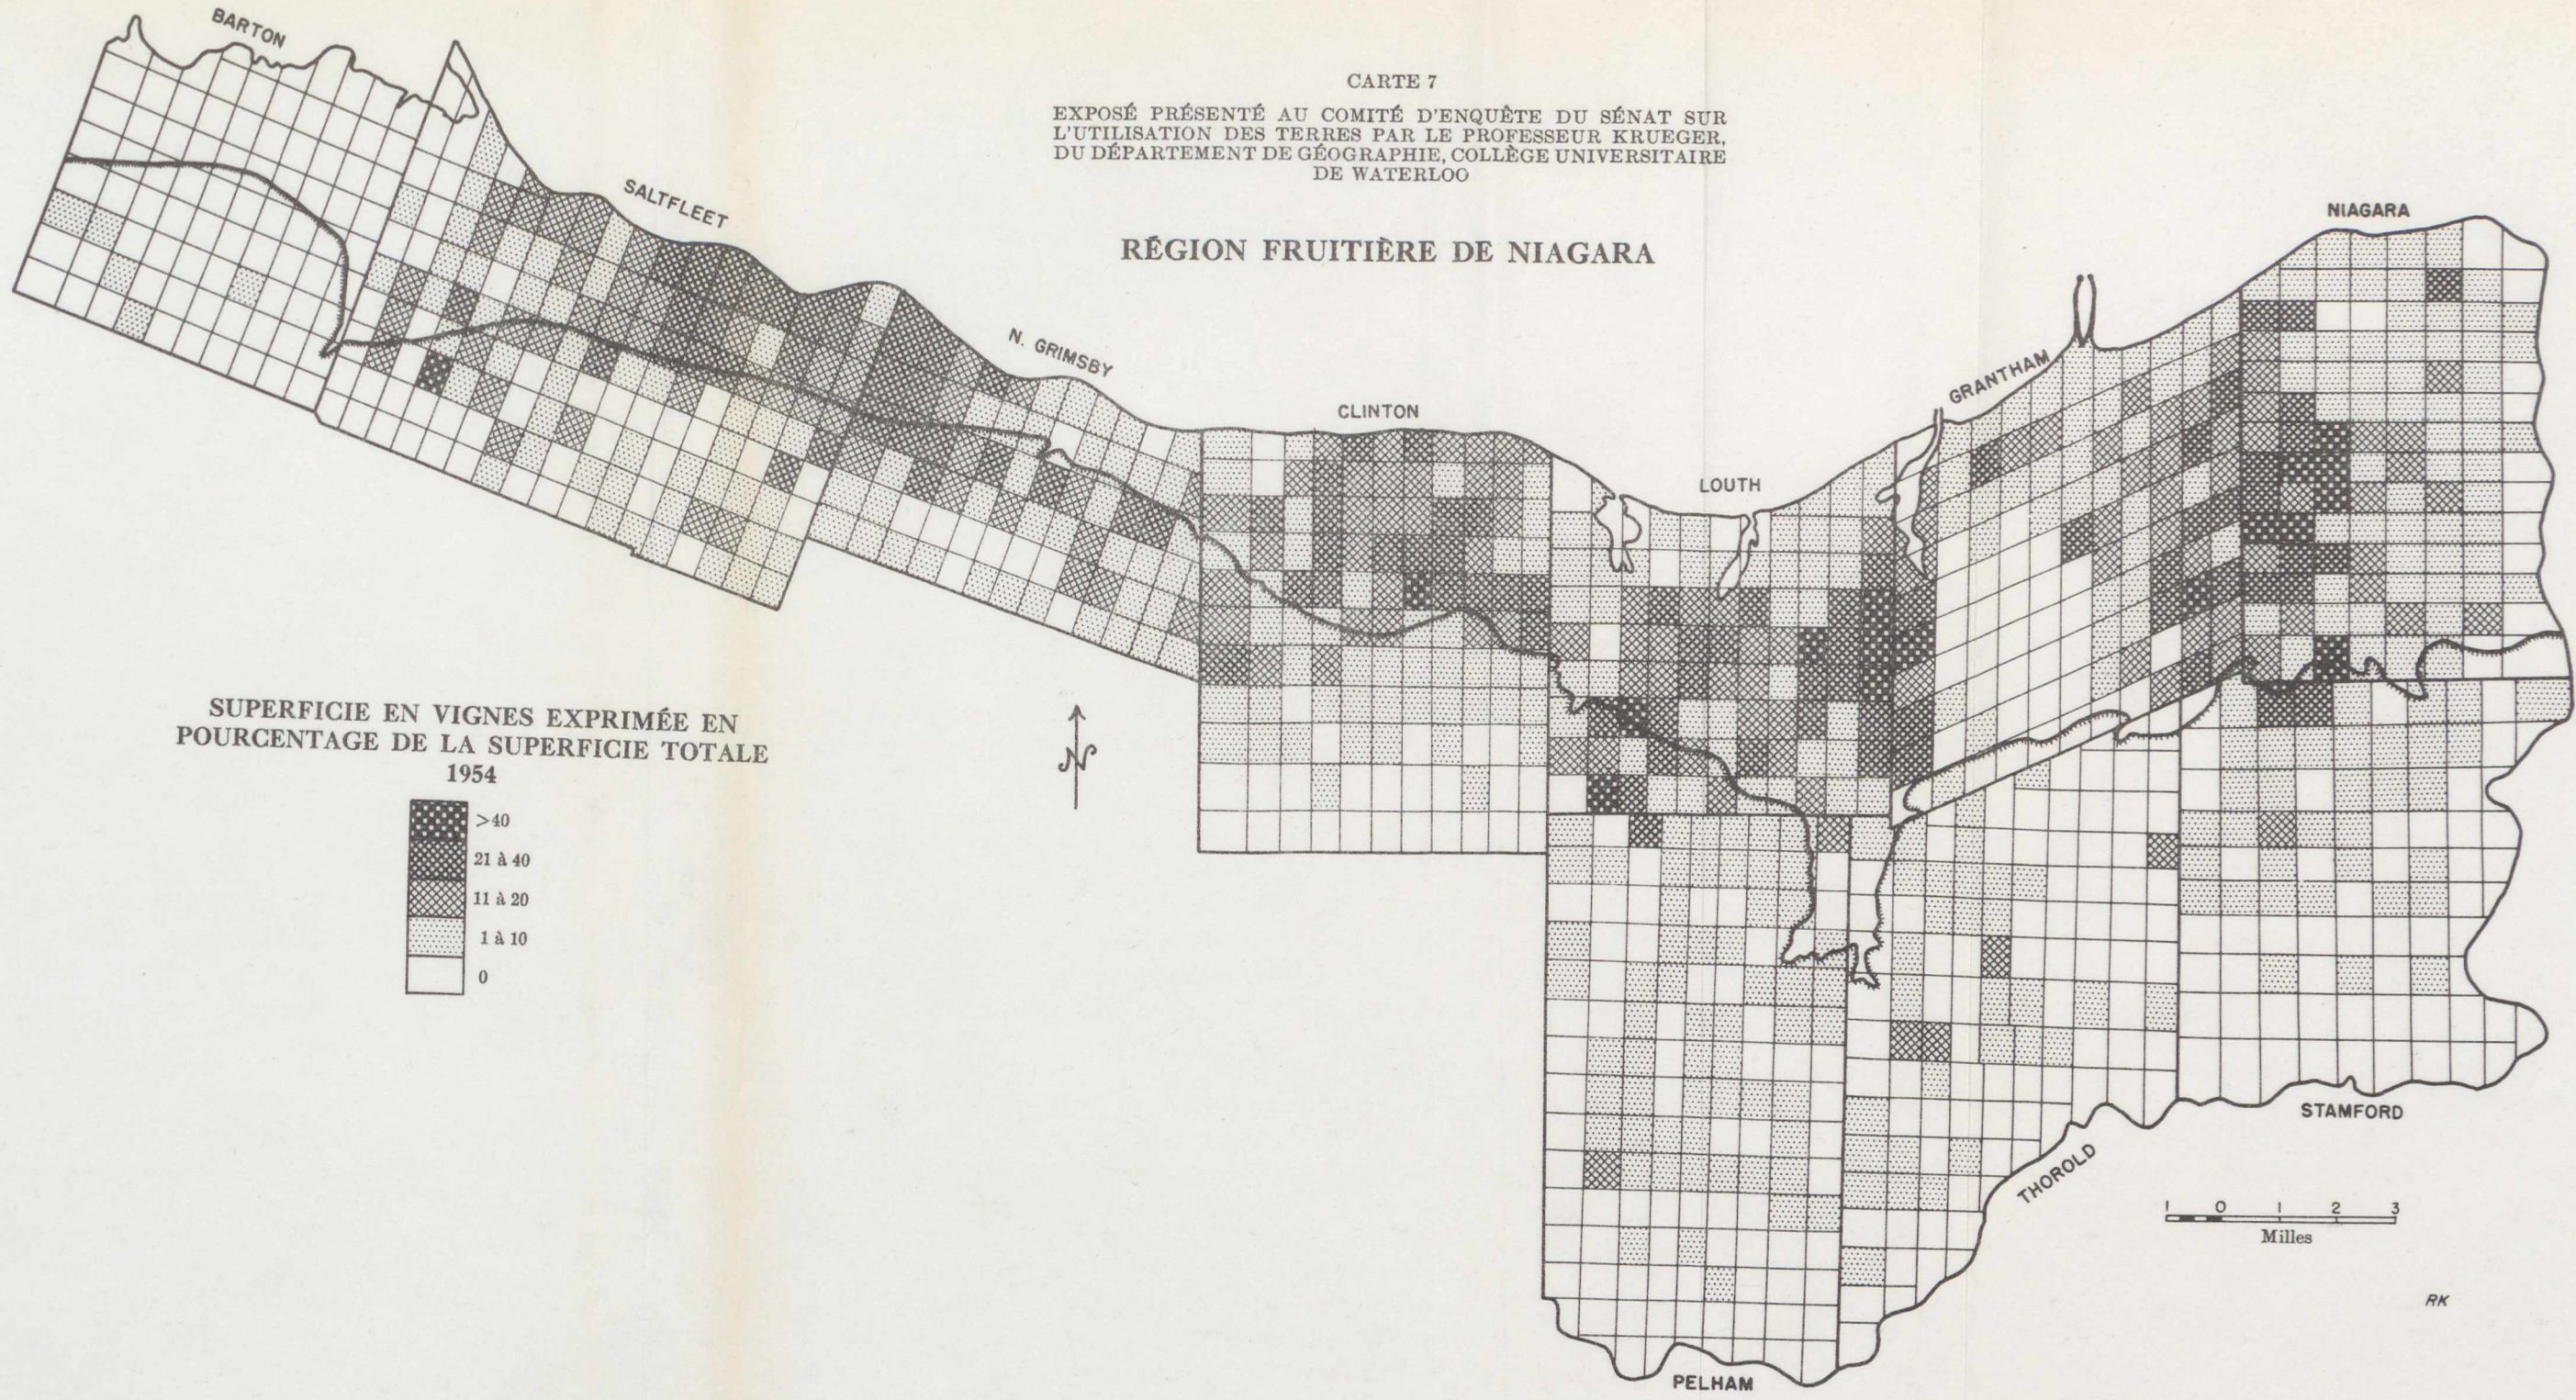 CARTE 7
EXPOSÉ PRÉSENTÉ AU COMITÉ D'ENQUÊTE DU SÉNAT SUR
L'UTILISATION DES TERRES PAR LE PROFESSEUR KRUEGER,
DU DÉPARTEMENT DE GÉOGRAPHIE, COLLÈGE UNIVERSITAIRE
DE WATERLOO
RÉGION FRUITIÈRE DE NIAGARA
BARTON
SALTFLEET
N. GRIMSBY
CLINTON
LOUTH
GRANTHAM
NIAGARA
SUPERFICIE EN VIGNES EXPRIMÉE EN
POURCENTAGE DE LA SUPERFICIE TOTALE
1954
>40
21 à 40
11 à 20
1 à 10
0
N
STAMFORD
THOROLD
PELHAM
1 0 1 2 3
Milles
RK